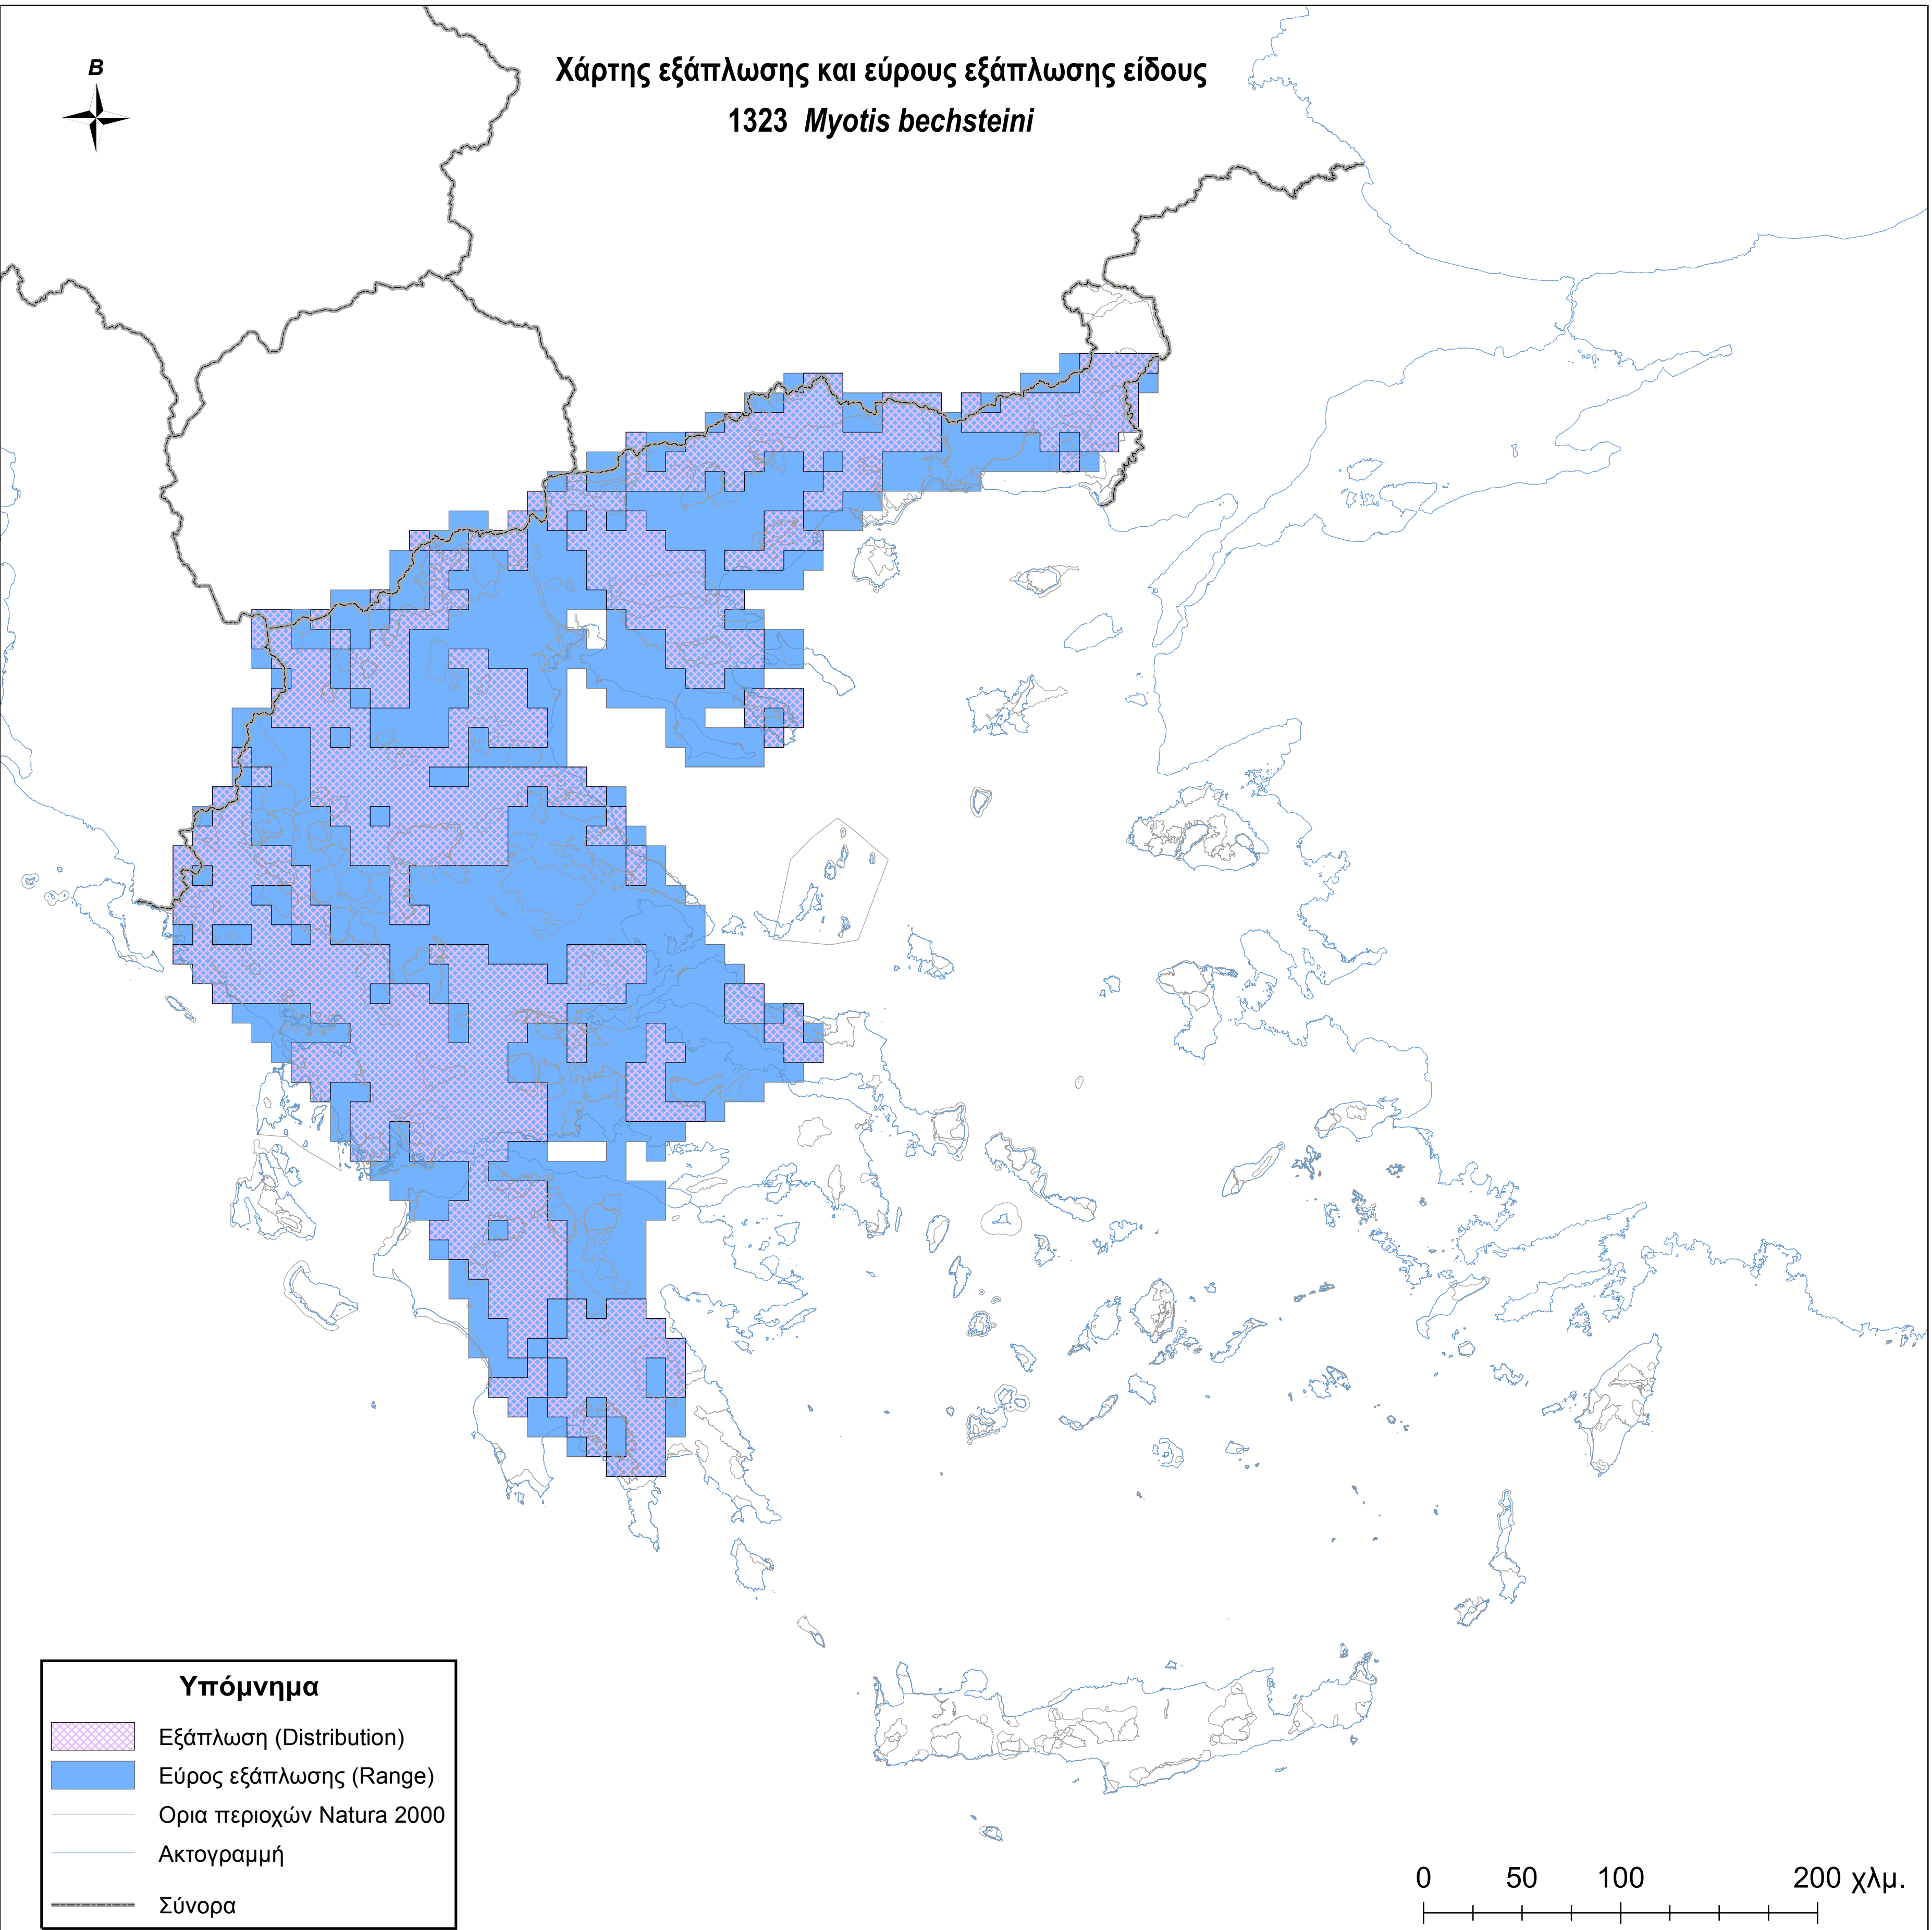 Χάρτης εξάπλωσης και εύρους εξάπλωσης είδους
1323 Myotis bechsteini
Β
Υπόμνημα
Εξάπλωση (Distribution)
Εύρος εξάπλωσης (Range)
Ορια περιοχών Natura 2000
Ακτογραμμή
Σύνορα
0 50 100 200 χλμ.